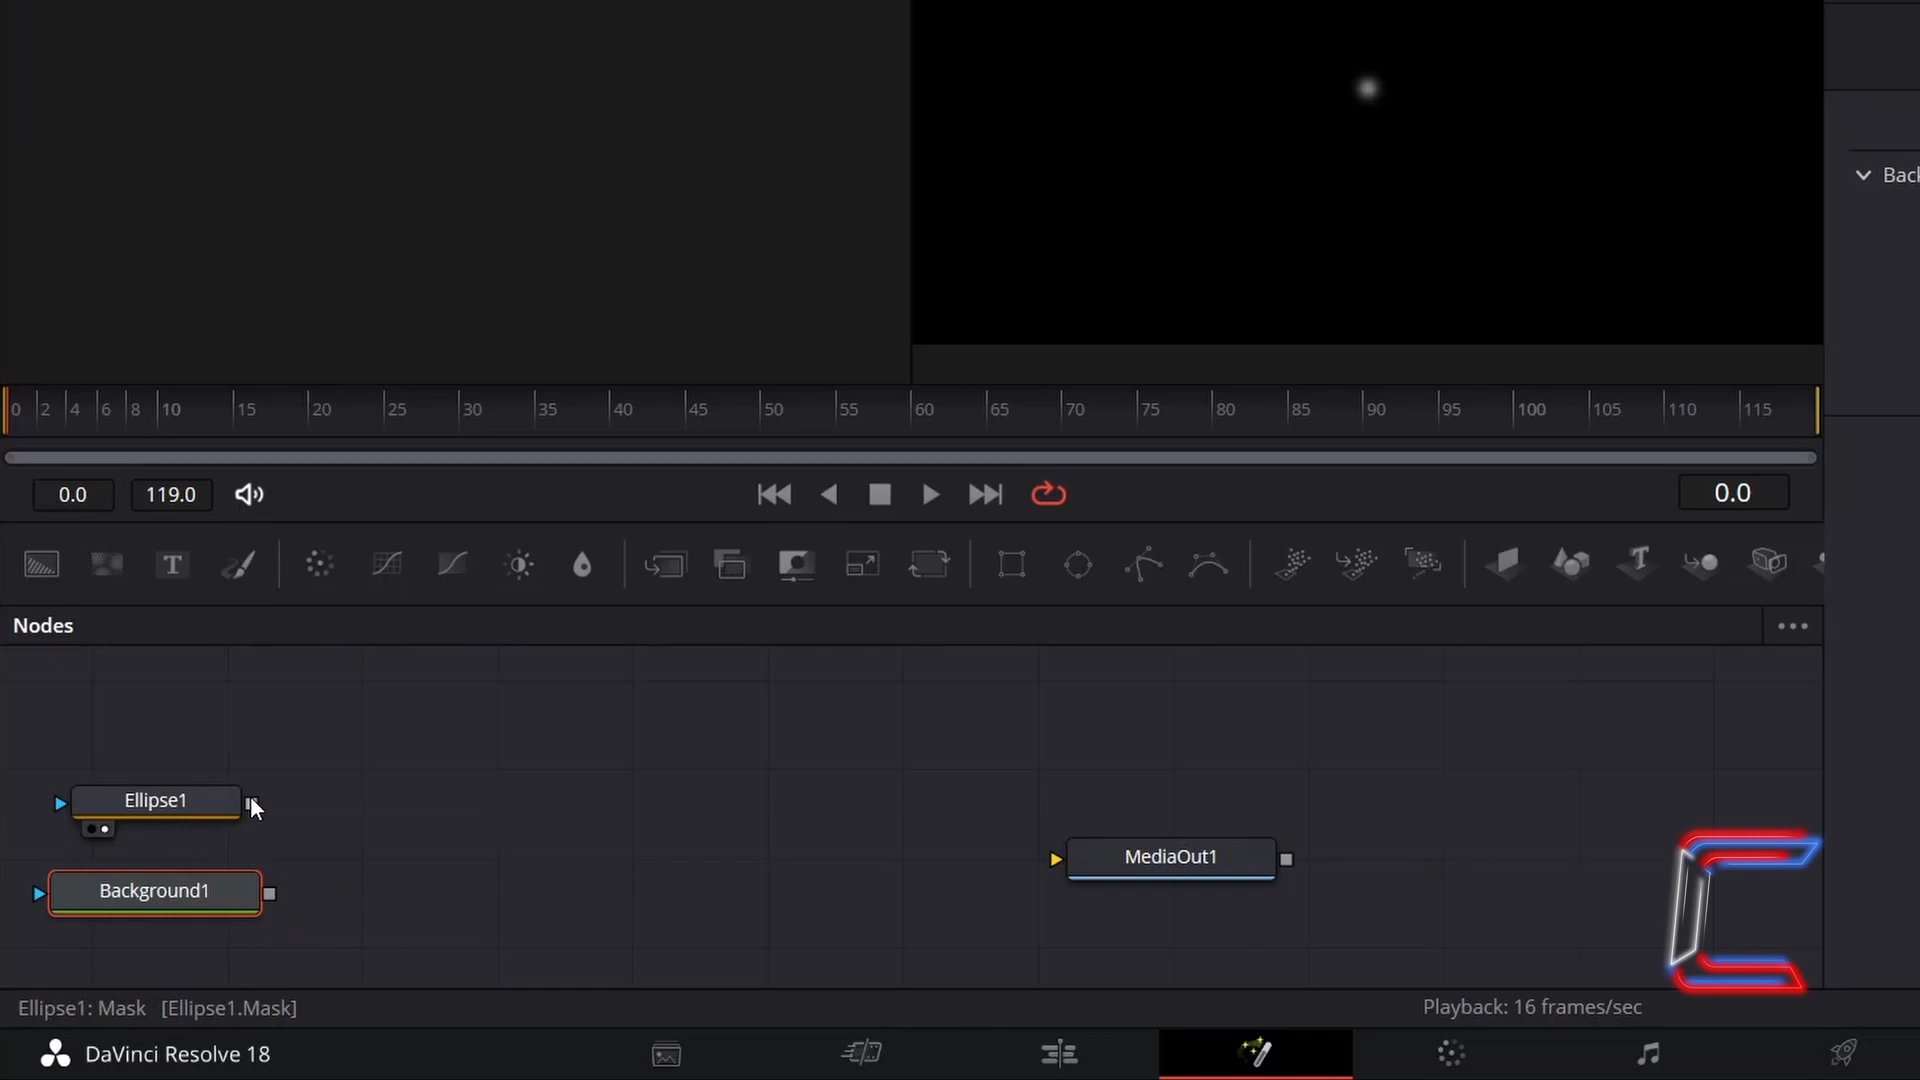 Back
0 2 4 6 8 10 15 20 25 30 35 40 45 50 55 60 65 70 75 80 85 90 95 100 105 110 115
0.0 119.0 0.0
T T
Nodes
Ellipse1
MediaOut1
Background1
Ellipse1: Mask [Ellipse1.Mask] Playback: 16 frames/sec
DaVinci Resolve 18